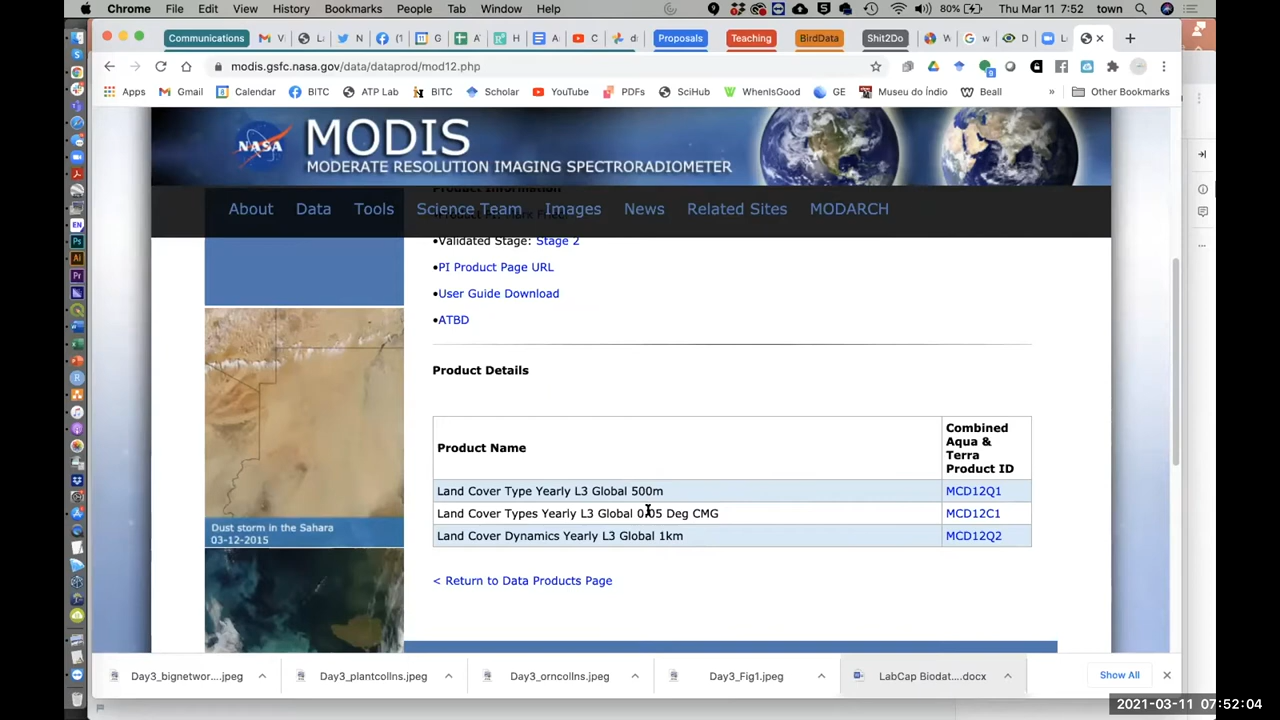 Chrome File Edit View History Bookmarks People Tab Window Help 80% Thu Mar 11 7:52 town
Communications Proposals Teaching BirdData Shit2Do
modis.gsfc.nasa.gov/data/dataprod/mod12.php
Apps Gmail Calendar BITC ATP Lab BITC Scholar YouTube PDFs SciHub WhenIsGood GE Museu do Índio Beall » Other Bookmarks
NASA
MODIS
MODERATE RESOLUTION IMAGING SPECTRORADIOMETER
Product Information
About Data Tools Science Team Images News Related Sites MODARCH
•Validated Stage: Stage 2
•PI Product Page URL
•User Guide Download
•ATBD
Product Details
Product Name
Combined
Aqua &
Terra
Product ID
Land Cover Type Yearly L3 Global 500m MCD12Q1
Land Cover Types Yearly L3 Global 0.05 Deg CMG MCD12C1
Land Cover Dynamics Yearly L3 Global 1km MCD12Q2
< Return to Data Products Page
Dust storm in the Sahara
03-12-2015
Day3_bignetwor....jpeg Day3_plantcollns.jpeg Day3_orncollns.jpeg Day3_Fig1.jpeg LabCap Biodat....docx Show All
2021-03-11 07:52:04